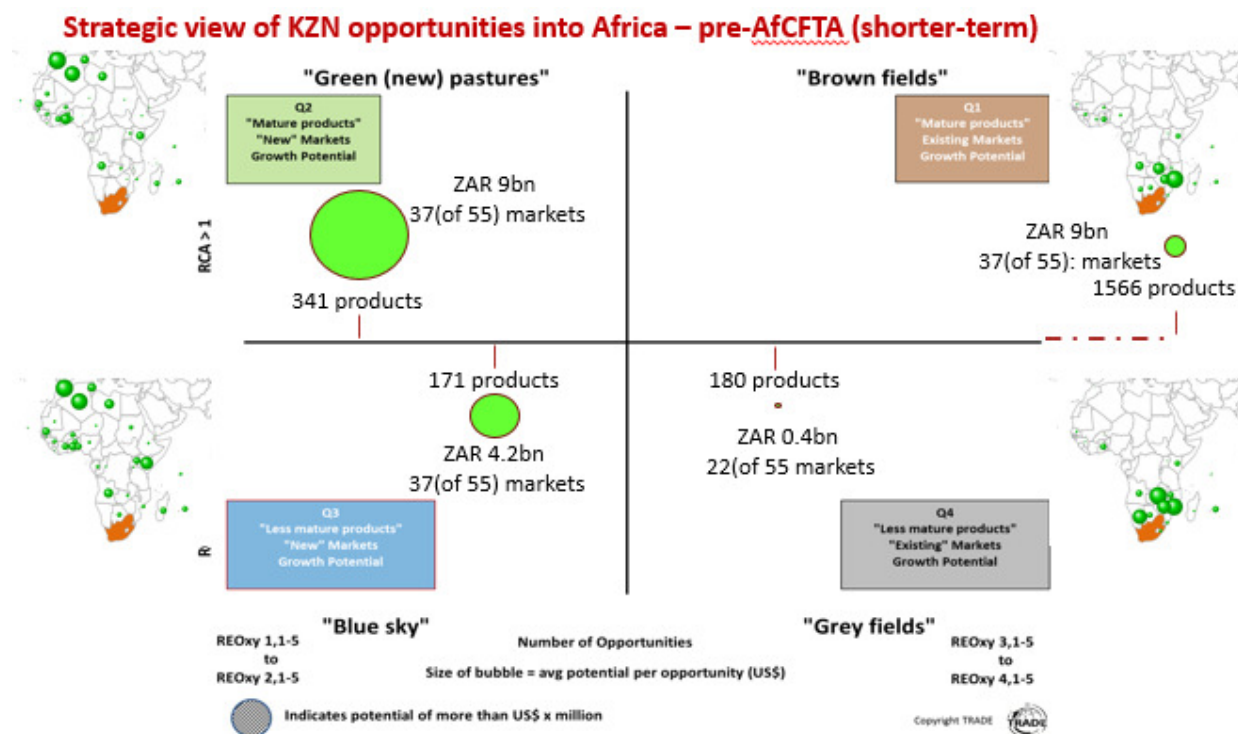 Strategic view of KZN opportunities into Africa – pre-AfCFTA (shorter-term)
"Green (new) pastures"
"Brown fields"
Q2
"Mature products"
"New" Markets
Growth Potential
Q1
"Mature products"
Existing Markets
Growth Potential
ZAR 9bn
37(of 55) markets
RCA > 1
341 products
ZAR 9bn
37(of 55): markets
1566 products
171 products
ZAR 4.2bn
37(of 55) markets
180 products
ZAR 0.4bn
22(of 55 markets
Q3
"Less mature products"
"New" Markets
Growth Potential
Q4
"Less mature products"
"Existing" Markets
Growth Potential
"Blue sky"
"Grey fields"
REOxy 1,1-5
to
REOxy 2,1-5
Number of Opportunities
Size of bubble = avg potential per opportunity (US$)
REOxy 3,1-5
to
REOxy 4,1-5
Indicates potential of more than US$ x million
Copyright TRADE
TRADE